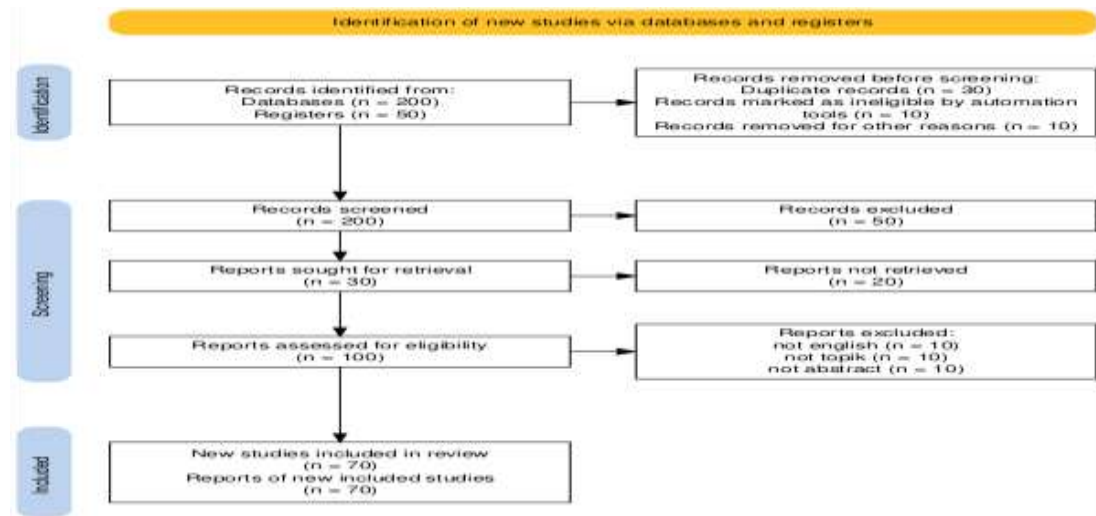 Identification of new studies via databases and registers
Identification
Records identified from:
Databases (n = 200)
Registers (n = 50)
Records removed before screening:
Duplicate records (n = 30)
Records marked as ineligible by automation
tools (n = 10)
Records removed for other reasons (n = 10)
Screening
Records screened
(n = 200)
Records excluded
(n = 50)
Reports sought for retrieval
(n = 30)
Reports not retrieved
(n = 20)
Reports assessed for eligibility
(n = 100)
Reports excluded:
not english (n = 10)
not topik (n = 10)
not abstract (n = 10)
Included
New studies included in review
(n = 70)
Reports of new included studies
(n = 70)